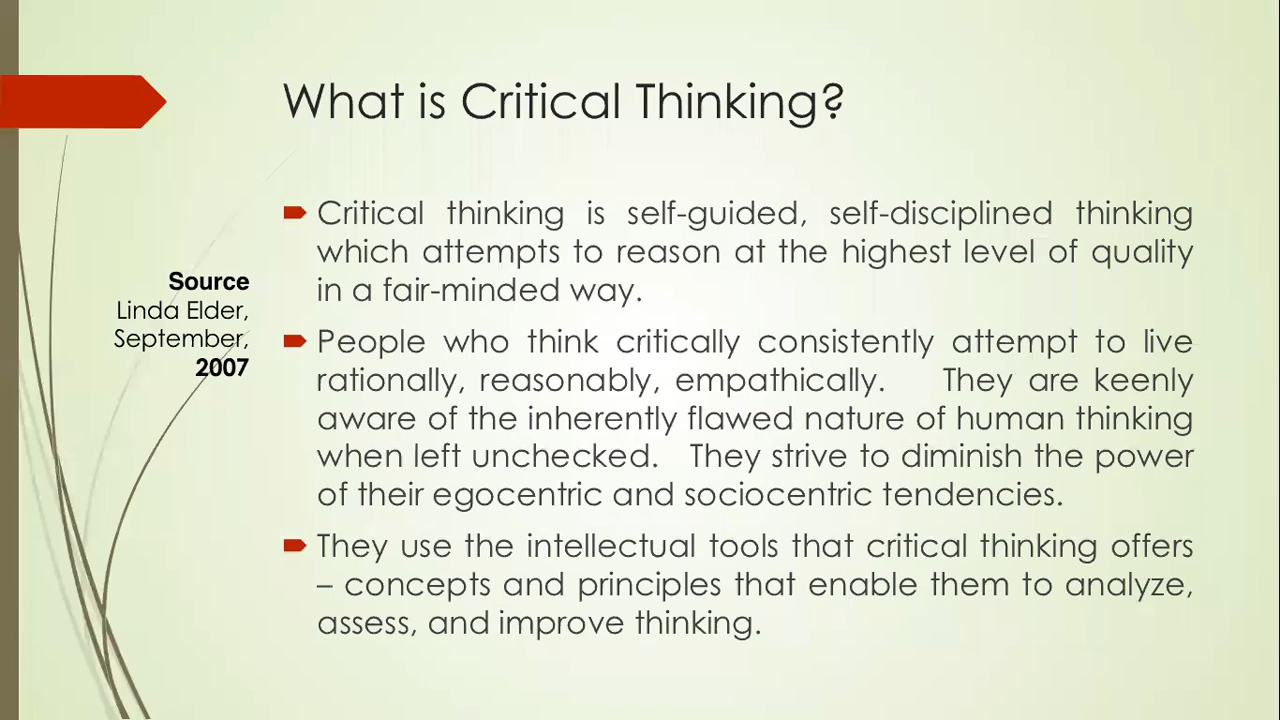 What is Critical Thinking?
Source
Linda Elder,
September,
2007
Critical thinking is self-guided, self-disciplined thinking
which attempts to reason at the highest level of quality
in a fair-minded way.
People who think critically consistently attempt to live
rationally, reasonably, empathically. They are keenly
aware of the inherently flawed nature of human thinking
when left unchecked. They strive to diminish the power
of their egocentric and sociocentric tendencies.
They use the intellectual tools that critical thinking offers
– concepts and principles that enable them to analyze,
assess, and improve thinking.